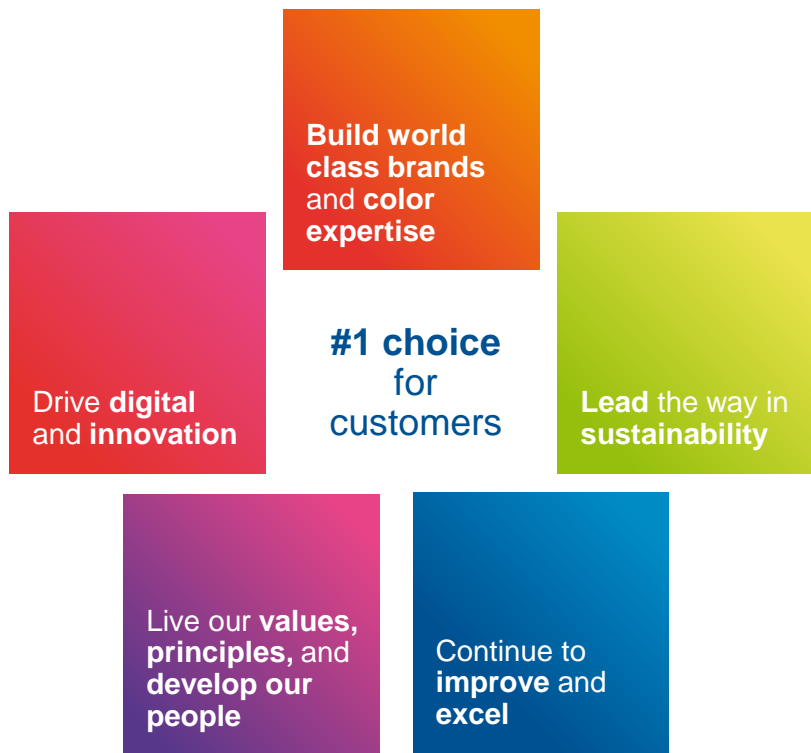 Build world
class brands
and color
expertise
Drive digital
and innovation
#1 choice
for
customers
Lead the way in
sustainability
Live our values,
principles, and
develop our
people
Continue to
improve and
excel